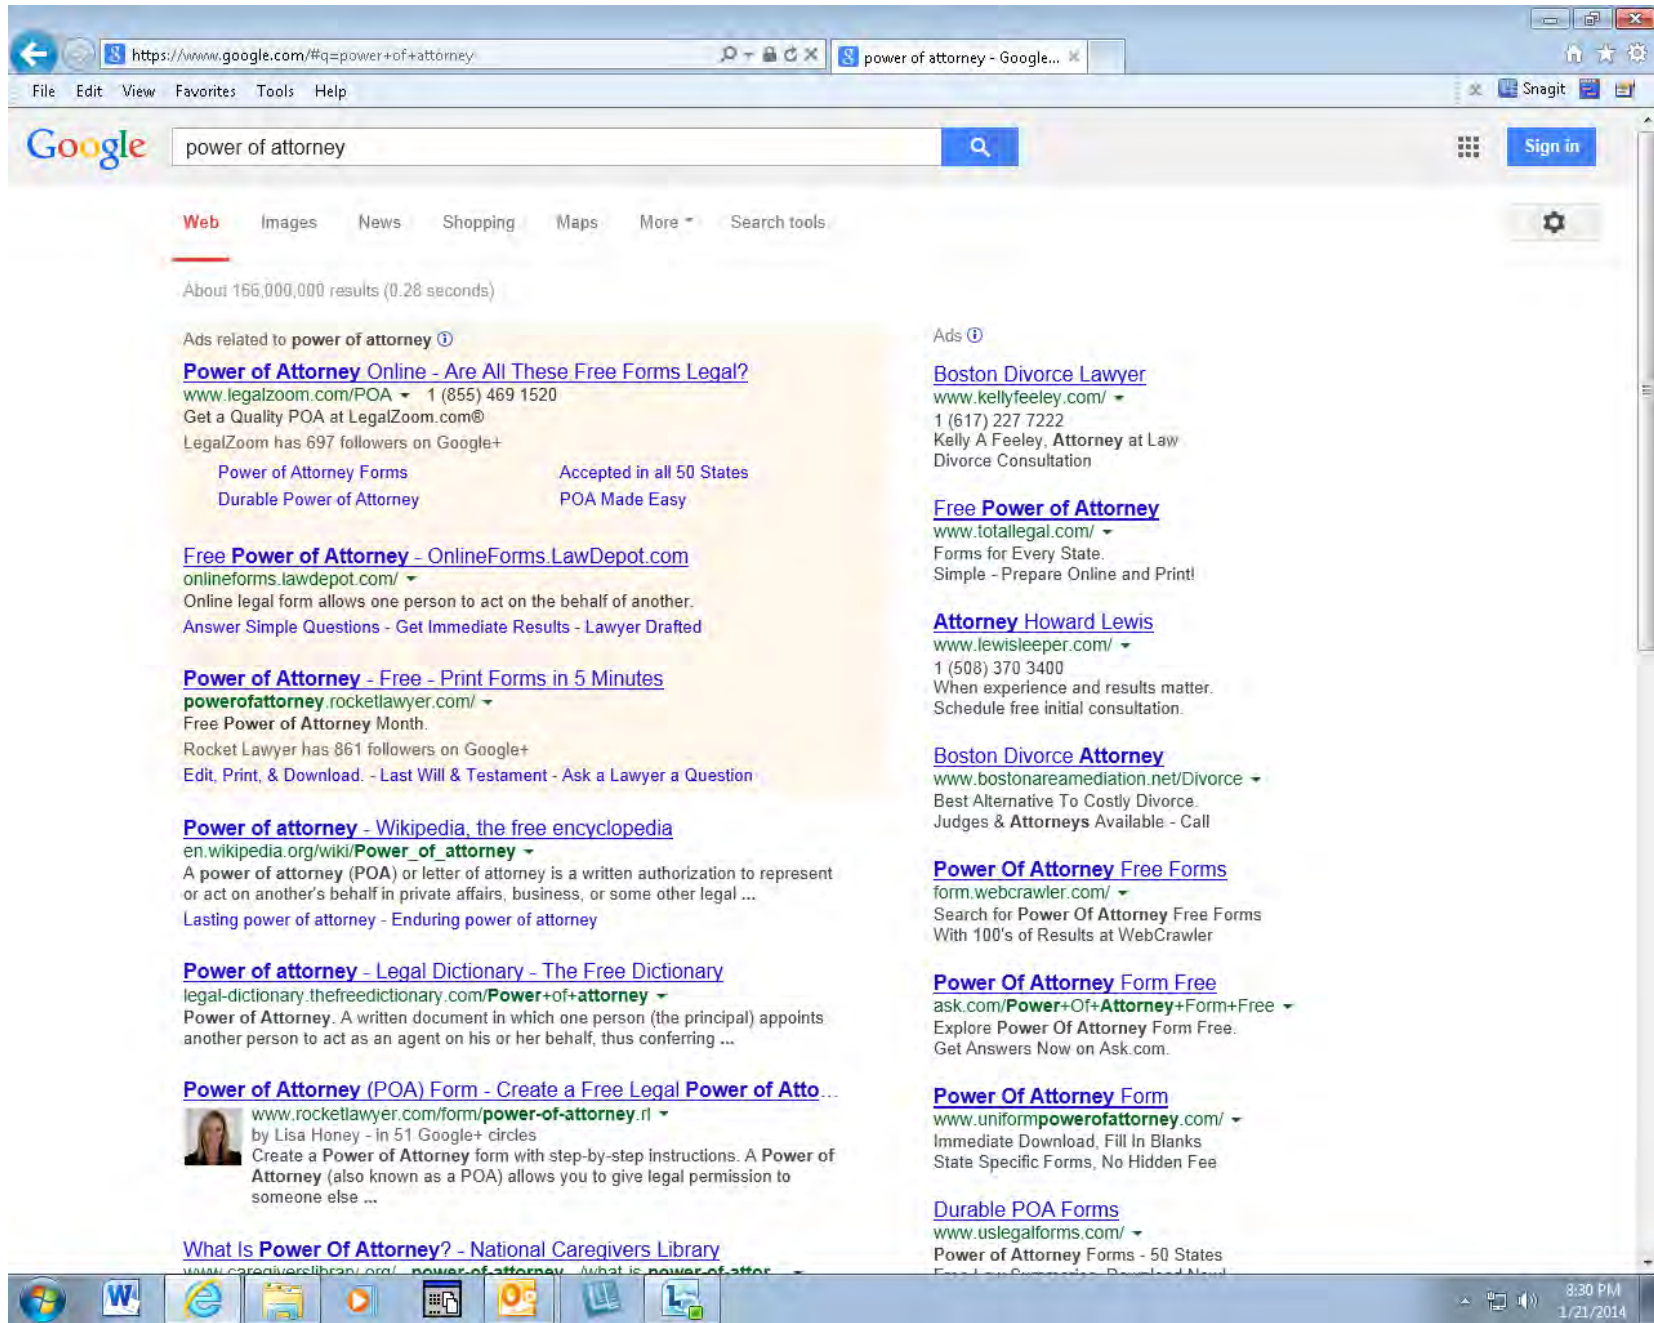 https://www.google.com/#q=power+of+attorney
power of attorney - Google...
File Edit View Favorites Tools Help
Snagit
Google
power of attorney
Sign in
Web Images News Shopping Maps More Search tools
About 166,000,000 results (0.28 seconds)
Ads related to power of attorney
Power of Attorney Online - Are All These Free Forms Legal?
www.legalzoom.com/POA 1 (855) 469 1520
Get a Quality POA at LegalZoom.com®
LegalZoom has 697 followers on Google+
Power of Attorney Forms Accepted in all 50 States
Durable Power of Attorney POA Made Easy
Free Power of Attorney - OnlineForms.LawDepot.com
onlineforms.lawdepot.com/
Online legal form allows one person to act on the behalf of another.
Answer Simple Questions - Get Immediate Results - Lawyer Drafted
Power of Attorney - Free - Print Forms in 5 Minutes
powerofattorney.rocketlawyer.com/
Free Power of Attorney Month.
Rocket Lawyer has 861 followers on Google+
Edit, Print, & Download. - Last Will & Testament - Ask a Lawyer a Question
Power of attorney - Wikipedia, the free encyclopedia
en.wikipedia.org/wiki/Power_of_attorney
A power of attorney (POA) or letter of attorney is a written authorization to represent
or act on another's behalf in private affairs, business, or some other legal ...
Lasting power of attorney - Enduring power of attorney
Power of attorney - Legal Dictionary - The Free Dictionary
legal-dictionary.thefreedictionary.com/Power+of+attorney
Power of Attorney. A written document in which one person (the principal) appoints
another person to act as an agent on his or her behalf, thus conferring ...
Power of Attorney (POA) Form - Create a Free Legal Power of Atto...
www.rocketlawyer.com/form/power-of-attorney.rl
by Lisa Honey - in 51 Google+ circles
Create a Power of Attorney form with step-by-step instructions. A Power of
Attorney (also known as a POA) allows you to give legal permission to
someone else ...
What Is Power Of Attorney? - National Caregivers Library
www.caregiverslibrary.org/...power-of-attorney.../what is power-of-attor...
Ads
Boston Divorce Lawyer
www.kellyfeeley.com/
1 (617) 227 7222
Kelly A Feeley, Attorney at Law
Divorce Consultation
Free Power of Attorney
www.totallegal.com/
Forms for Every State.
Simple - Prepare Online and Print!
Attorney Howard Lewis
www.lewisleeper.com/
1 (508) 370 3400
When experience and results matter.
Schedule free initial consultation.
Boston Divorce Attorney
www.bostonareamediation.net/Divorce
Best Alternative To Costly Divorce.
Judges & Attorneys Available - Call
Power Of Attorney Free Forms
form.webcrawler.com/
Search for Power Of Attorney Free Forms
With 100's of Results at WebCrawler
Power Of Attorney Form Free
ask.com/Power+Of+Attorney+Form+Free
Explore Power Of Attorney Form Free.
Get Answers Now on Ask.com.
Power Of Attorney Form
www.uniformpowerofattorney.com/
Immediate Download, Fill In Blanks
State Specific Forms, No Hidden Fee
Durable POA Forms
www.uslegalforms.com/
Power of Attorney Forms - 50 States
Free Law Summaries, Download Now!
8:30 PM
1/21/2014